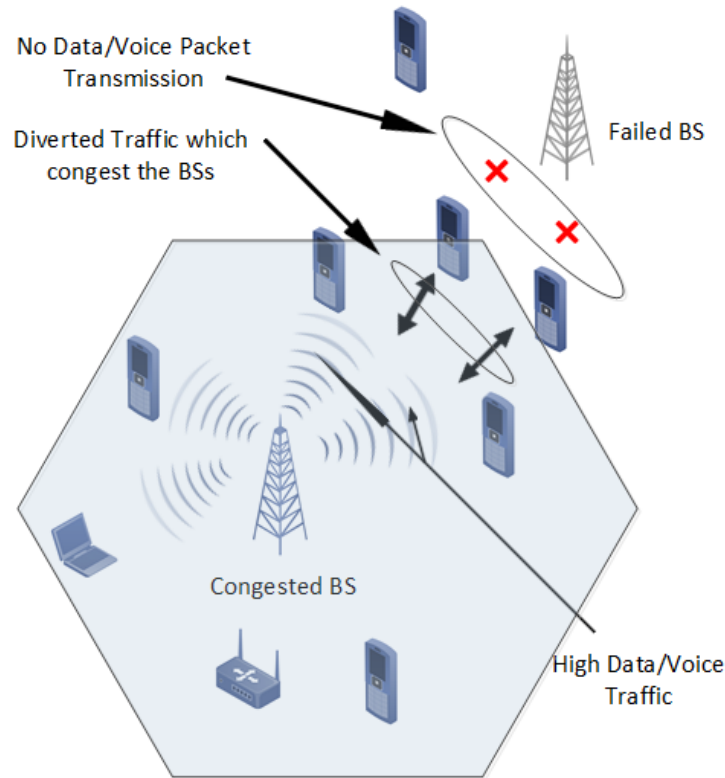 No Data/Voice Packet
Transmission
Failed BS
Diverted Traffic which
congest the BSs
Congested BS
High Data/Voice
Traffic